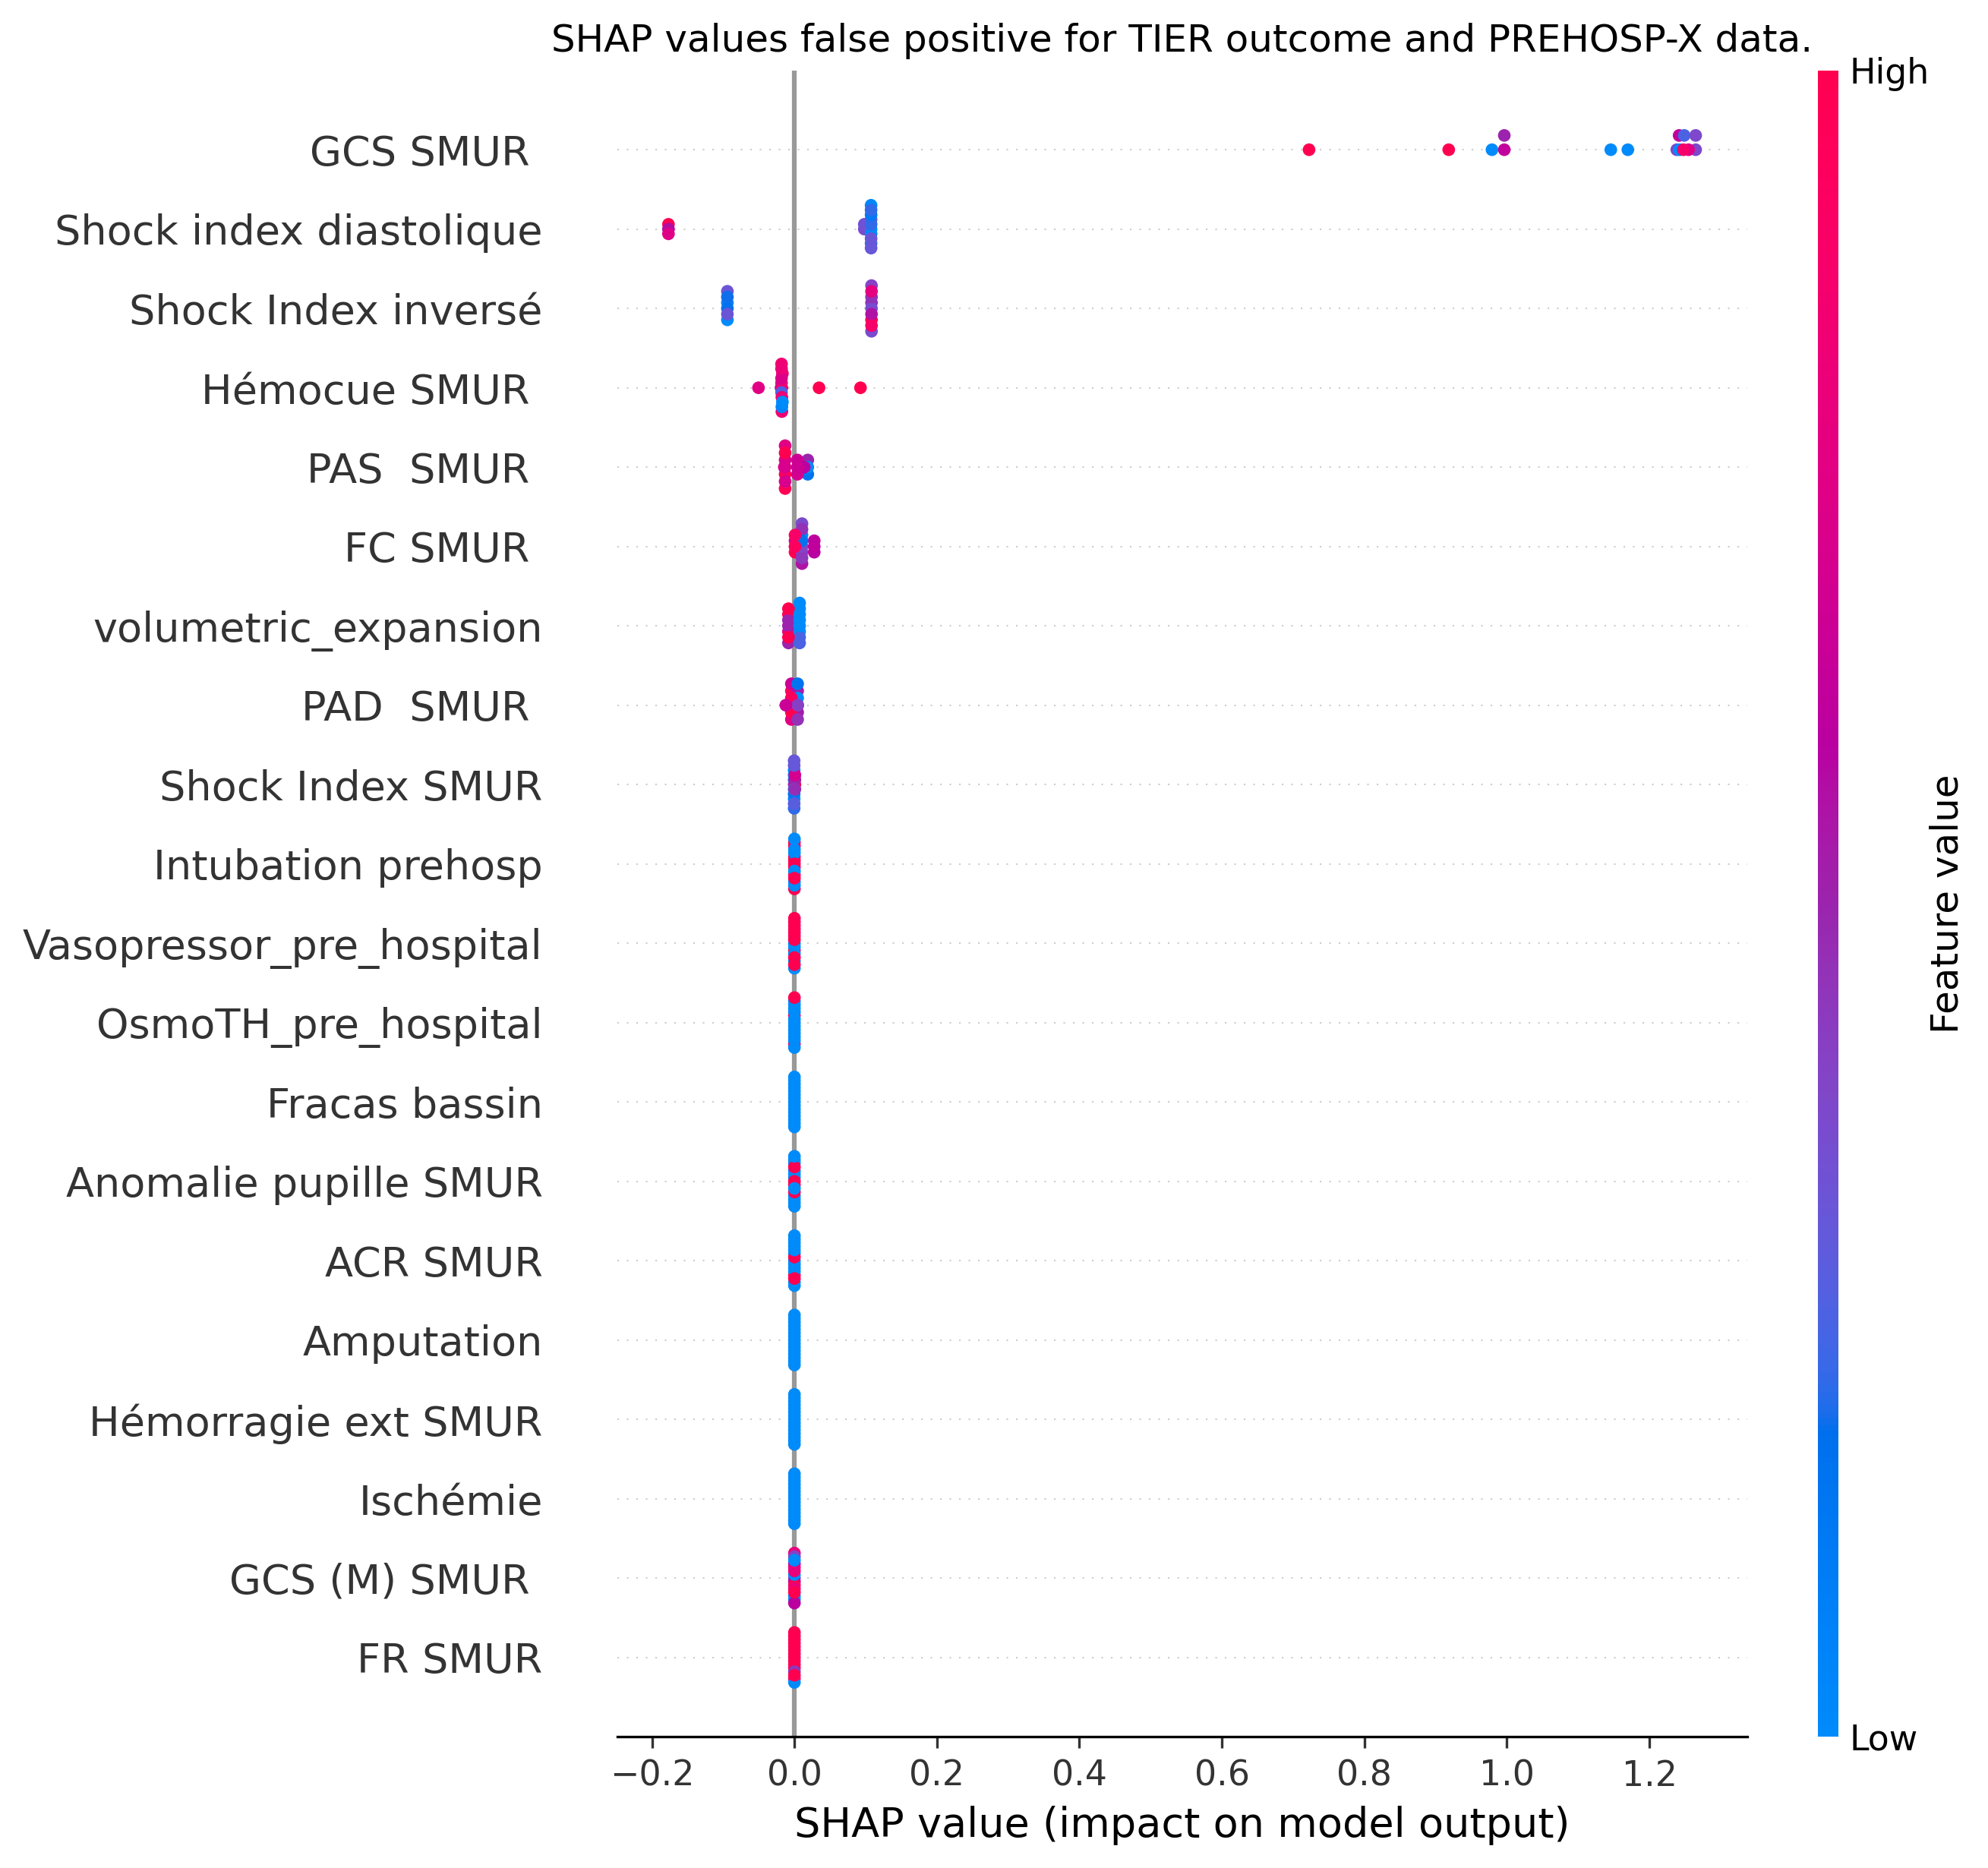 SHAP values false positive for TIER outcome and PREHOSP-X data.
High
GCS SMUR
Shock index diastolique
Shock Index inversé
Hémocue SMUR
PAS  SMUR
FC SMUR
volumetric_expansion
PAD  SMUR
Shock Index SMUR
Intubation prehosp
Vasopressor_pre_hospital
OsmoTH_pre_hospital
Fracas bassin
Anomalie pupille SMUR
ACR SMUR
Amputation
Hémorragie ext SMUR
Ischémie
GCS (M) SMUR
FR SMUR
Feature value
Low
−0.2 0.0 0.2 0.4 0.6 0.8 1.0 1.2
SHAP value (impact on model output)